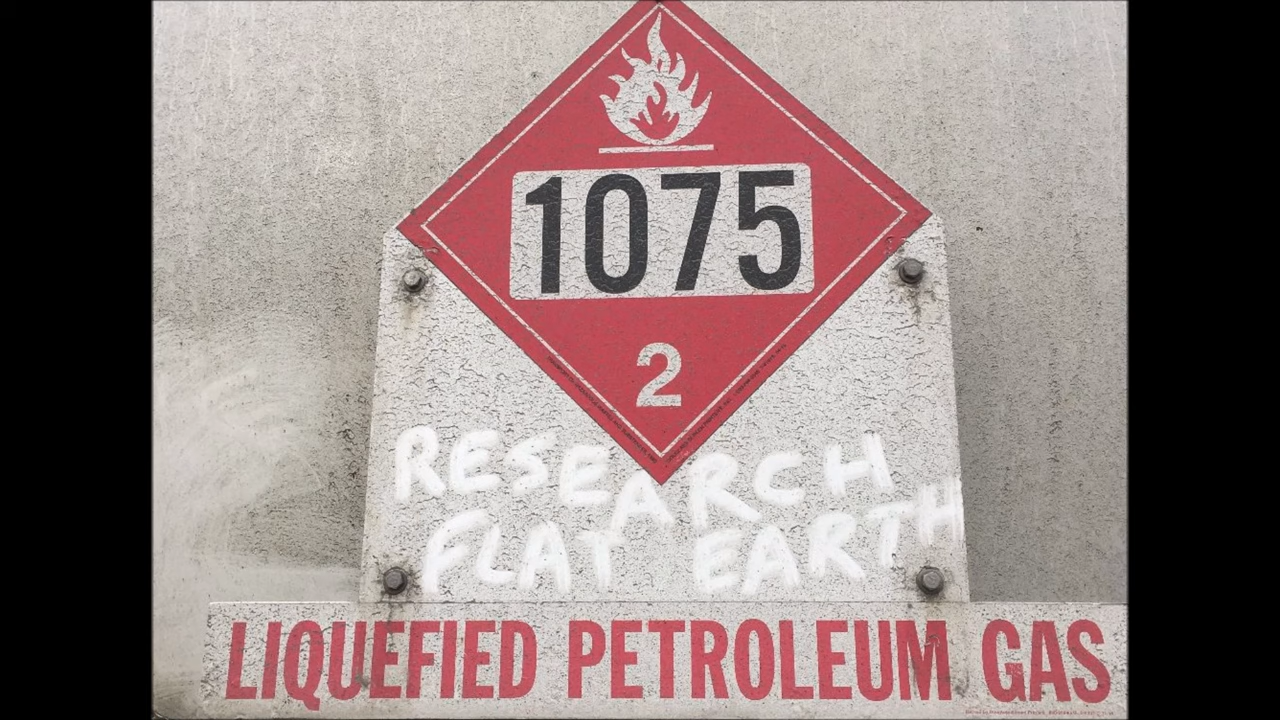 1075
2
RESEARCH
FLAT EARTH
LIQUEFIED PETROLEUM GAS